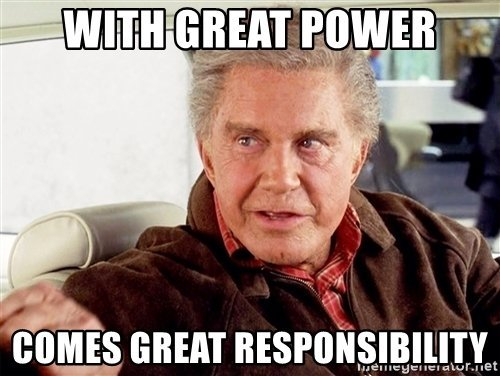 WITH GREAT POWER
COMES GREAT RESPONSIBILITY
memegenerator.net